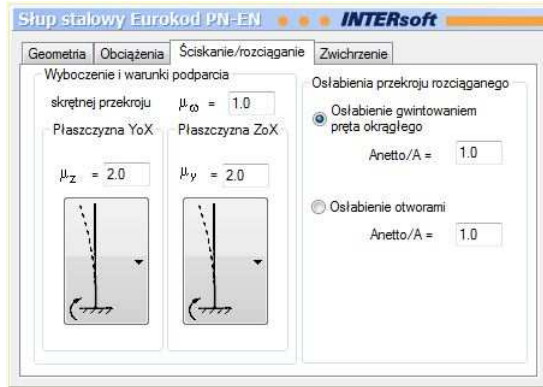 Słup stalowy Eurokod PN-EN INTERsoft
Geometria Obciążenia Ściskanie/rozciąganie Zwichrzenie
Wyboczenie i warunki podparcia
skrętnej przekroju μω = 1.0
Płaszczyzna YoX Płaszczyzna ZoX
μz = 2.0 μy = 2.0
Osłabienia przekroju rozciąganego
Osłabienie gwintowaniem
pręta okrągłego
Anetto/A = 1.0
Osłabienie otworami
Anetto/A = 1.0